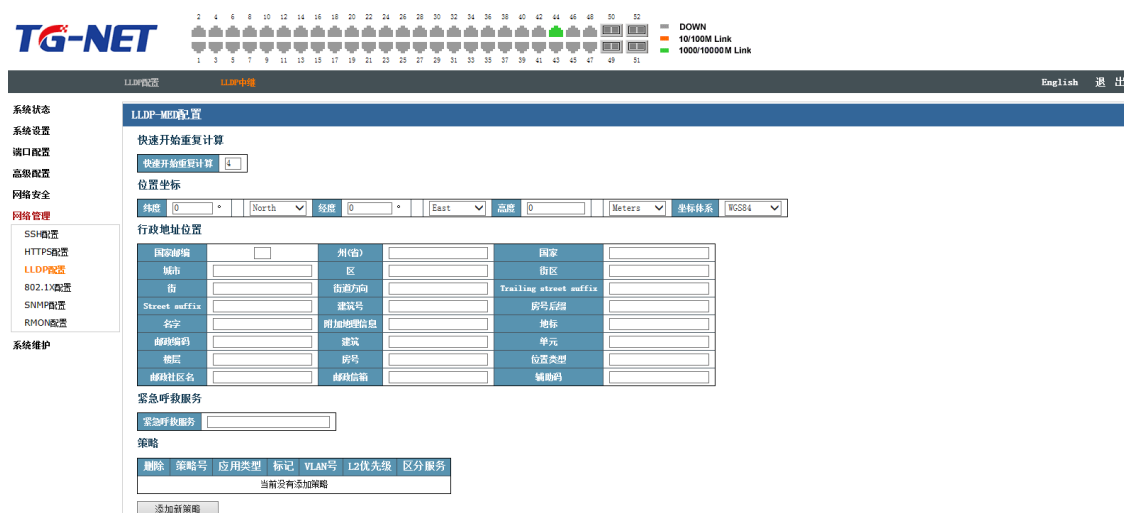 TG-NET
2 4 6 8 10 12 14 16 18 20 22 24 26 28 30 32 34 36 38 40 42 44 46 48 50 52
1 3 5 7 9 11 13 15 17 19 21 23 25 27 29 31 33 35 37 39 41 43 45 47 49 51
DOWN
10/100M Link
1000/10000M Link
LLDP配置 LLDP中继 English 退 出
系统状态
系统设置
端口配置
高级配置
网络安全
网络管理
SSH配置
HTTPS配置
LLDP配置
802.1X配置
SNMP配置
RMON配置
系统维护
LLDP-MED配置
快速开始重复计算
快速开始重复计算 4
位置坐标
纬度 0 ° North 经度 0 ° East 高度 0 Meters 坐标体系 WGS84
行政地址位置
国家邮编 州(省) 国家
城市 区 街区
街 街道方向 Trailing street suffix
Street suffix 建筑号 房号后缀
名字 附加地理信息 地标
邮政编码 建筑 单元
楼层 房号 位置类型
邮政社区名 邮政信箱 辅助码
紧急呼救服务
紧急呼救服务
策略
删除 策略号 应用类型 标记 VLAN号 L2优先级 区分服务
当前没有添加策略
添加新策略